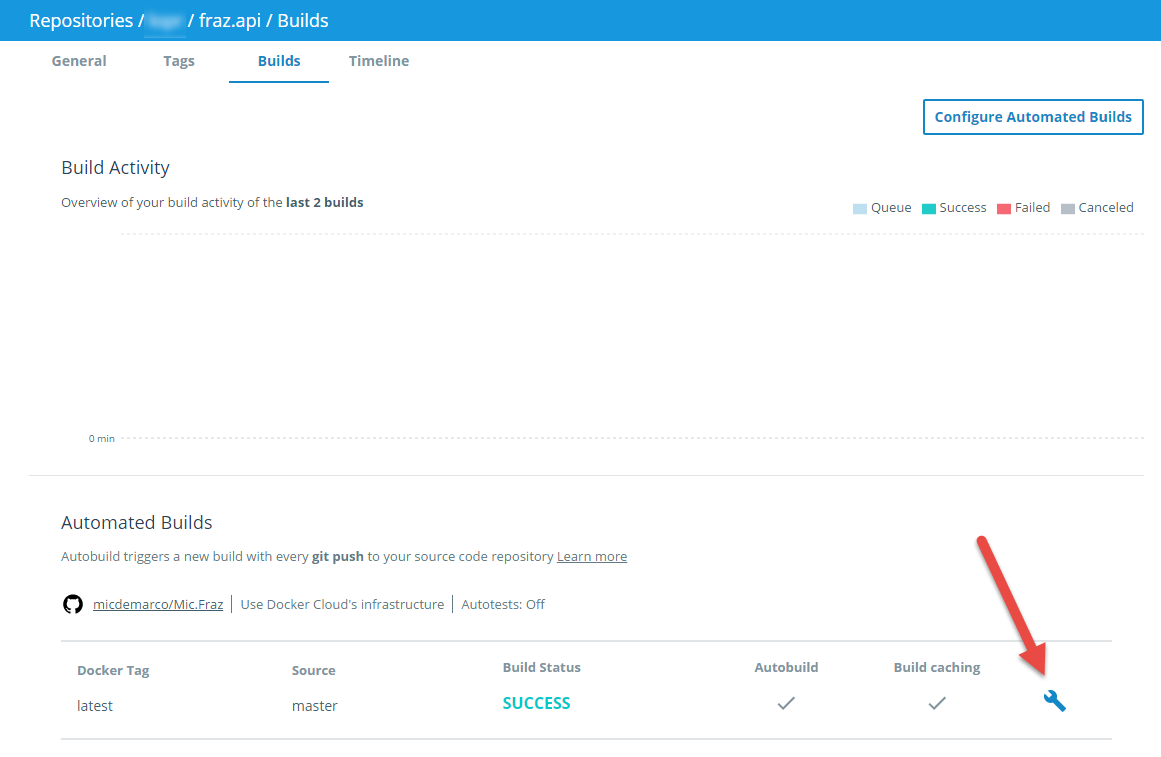 Repositories / / fraz.api / Builds
General Tags Builds Timeline
Configure Automated Builds
Build Activity
Overview of your build activity of the last 2 builds
Queue Success Failed Canceled
0 min
Automated Builds
Autobuild triggers a new build with every git push to your source code repository Learn more
micdemarco/Mic.Fraz Use Docker Cloud's infrastructure Autotests: Off
Docker Tag Source Build Status Autobuild Build caching
latest master SUCCESS